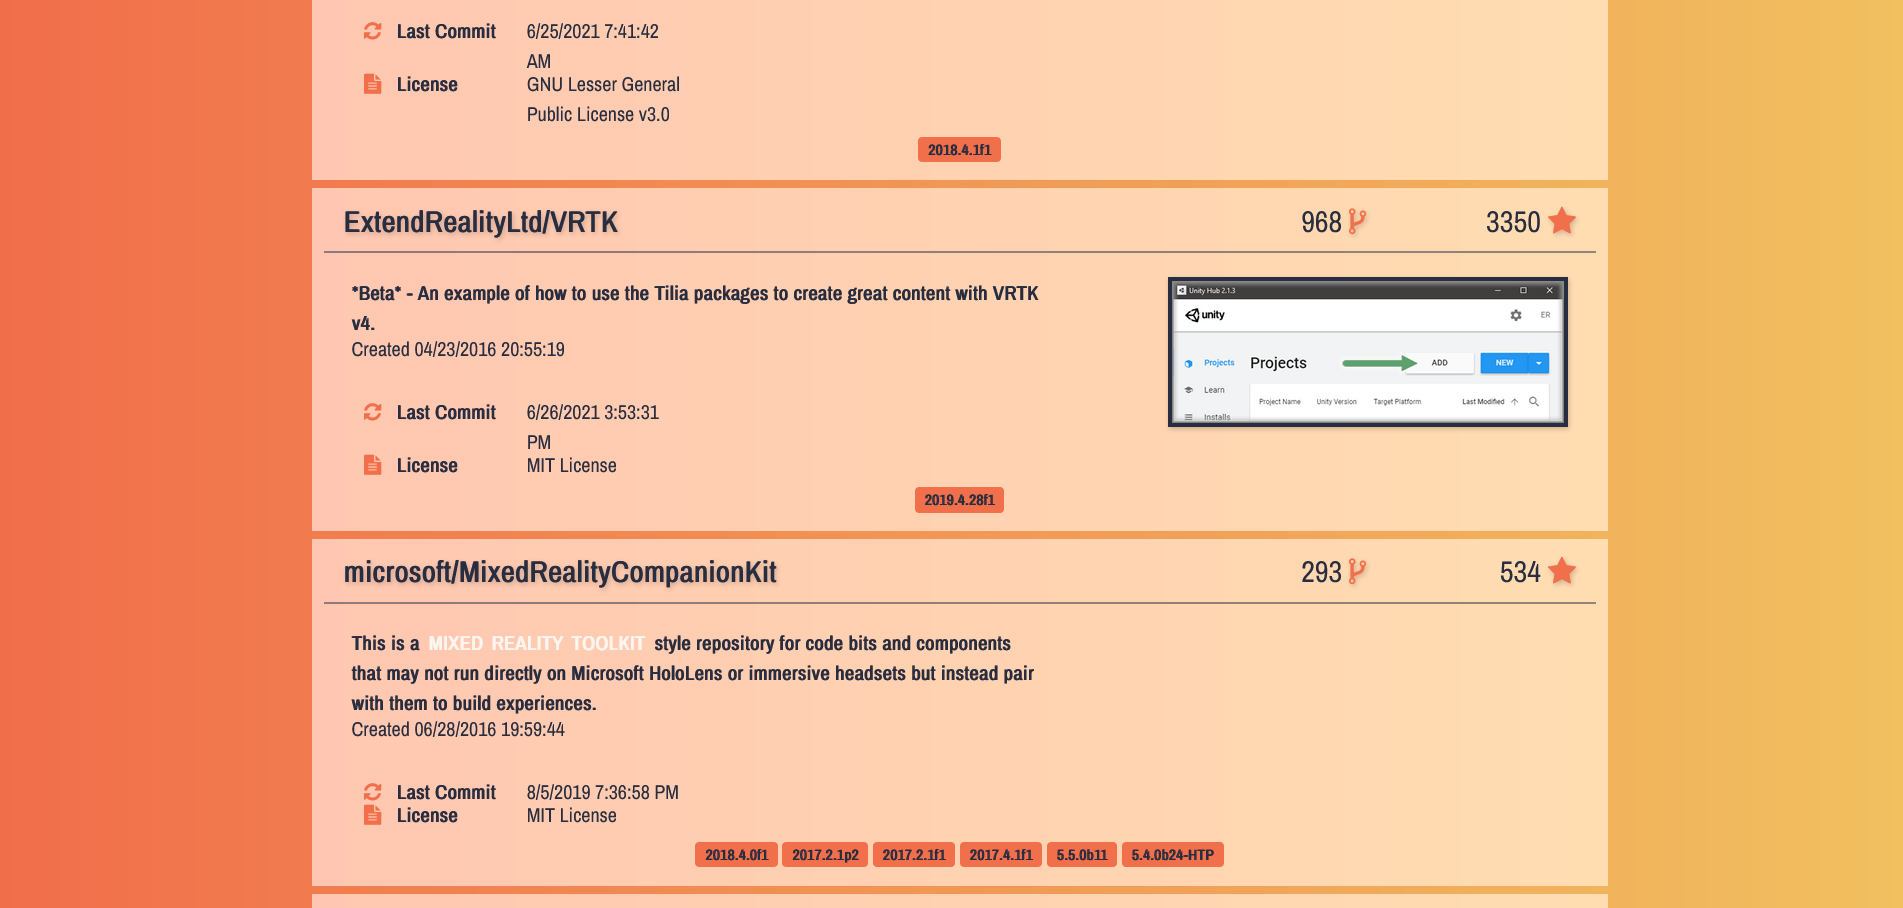 Last Commit 6/25/2021 7:41:42
AM
License GNU Lesser General
Public License v3.0
2018.4.1f1
ExtendRealityLtd/VRTK 968 3350
*Beta* - An example of how to use the Tilia packages to create great content with VRTK
v4.
Created 04/23/2016 20:55:19
Last Commit 6/26/2021 3:53:31
PM
License MIT License
Unity Hub 2.1.3
unity ER
Projects Projects ADD NEW
Learn
Project Name Unity Version Target Platform Last Modified
Installs
2019.4.28f1
microsoft/MixedRealityCompanionKit 293 534
This is a MIXED REALITY TOOLKIT style repository for code bits and components
that may not run directly on Microsoft HoloLens or immersive headsets but instead pair
with them to build experiences.
Created 06/28/2016 19:59:44
Last Commit 8/5/2019 7:36:58 PM
License MIT License
2018.4.0f1 2017.2.1p2 2017.2.1f1 2017.4.1f1 5.5.0b11 5.4.0b24-HTP